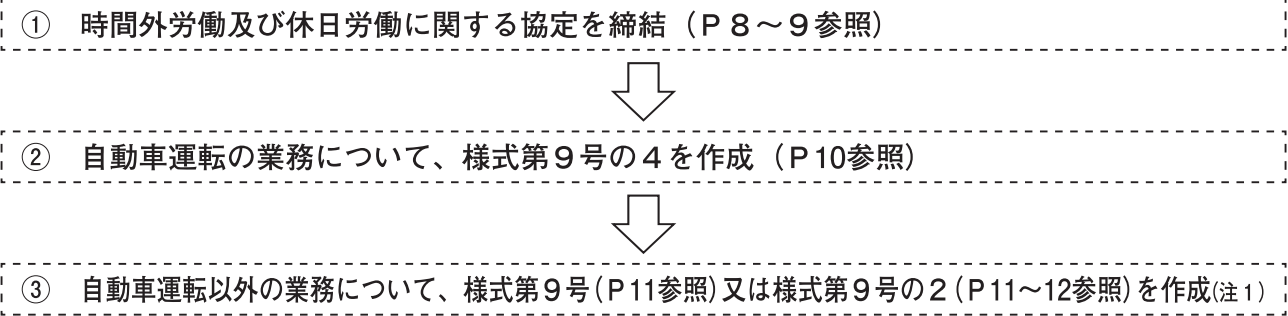 ① 時間外労働及び休日労働に関する協定を締結（Ｐ８～９参照）
② 自動車運転の業務について、様式第９号の４を作成（Ｐ10参照）
③ 自動車運転以外の業務について、様式第９号（Ｐ11参照）又は様式第９号の２（Ｐ11～12参照）を作成(注１)